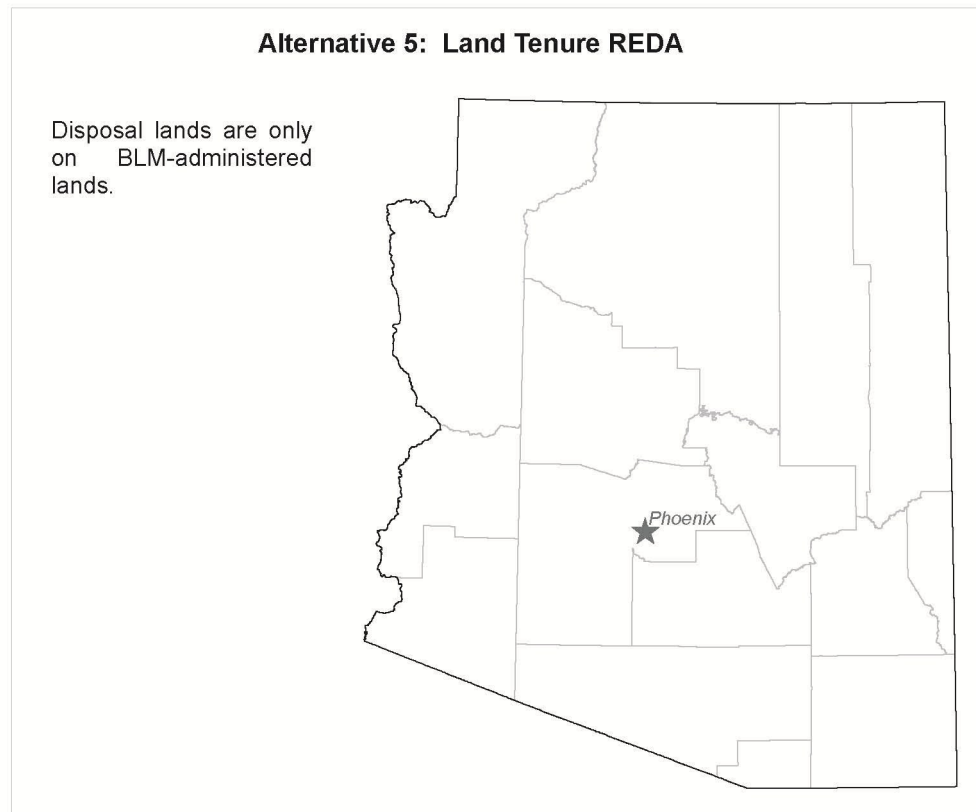 Alternative 5: Land Tenure REDA
Disposal lands are only
on BLM-administered
lands.
Phoenix